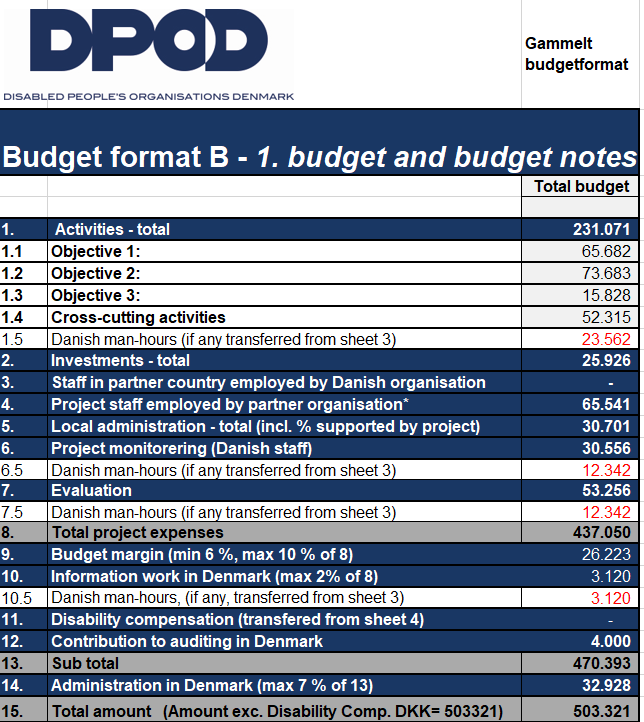 DPOD
DISABLED PEOPLE'S ORGANISATIONS DENMARK
Gammelt
budgetformat
Budget format B - 1. budget and budget notes
Total budget
1. Activities - total 231.071
1.1 Objective 1: 65.682
1.2 Objective 2: 73.683
1.3 Objective 3: 15.828
1.4 Cross-cutting activities 52.315
1.5 Danish man-hours (if any transferred from sheet 3) 23.562
2. Investments - total 25.926
3. Staff in partner country employed by Danish organisation -
4. Project staff employed by partner organisation* 65.541
5. Local administration - total (incl. % supported by project) 30.701
6. Project monitorering (Danish staff) 30.556
6.5 Danish man-hours (if any transferred from sheet 3) 12.342
7. Evaluation 53.256
7.5 Danish man-hours (if any transferred from sheet 3) 12.342
8. Total project expenses 437.050
9. Budget margin (min 6 %, max 10 % of 8) 26.223
10. Information work in Denmark (max 2% of 8) 3.120
10.5 Danish man-hours, (if any, transferred from sheet 3) 3.120
11. Disability compensation (transfered from sheet 4) -
12. Contribution to auditing in Denmark 4.000
13. Sub total 470.393
14. Administration in Denmark (max 7 % of 13) 32.928
15. Total amount (Amount exc. Disability Comp. DKK= 503321) 503.321